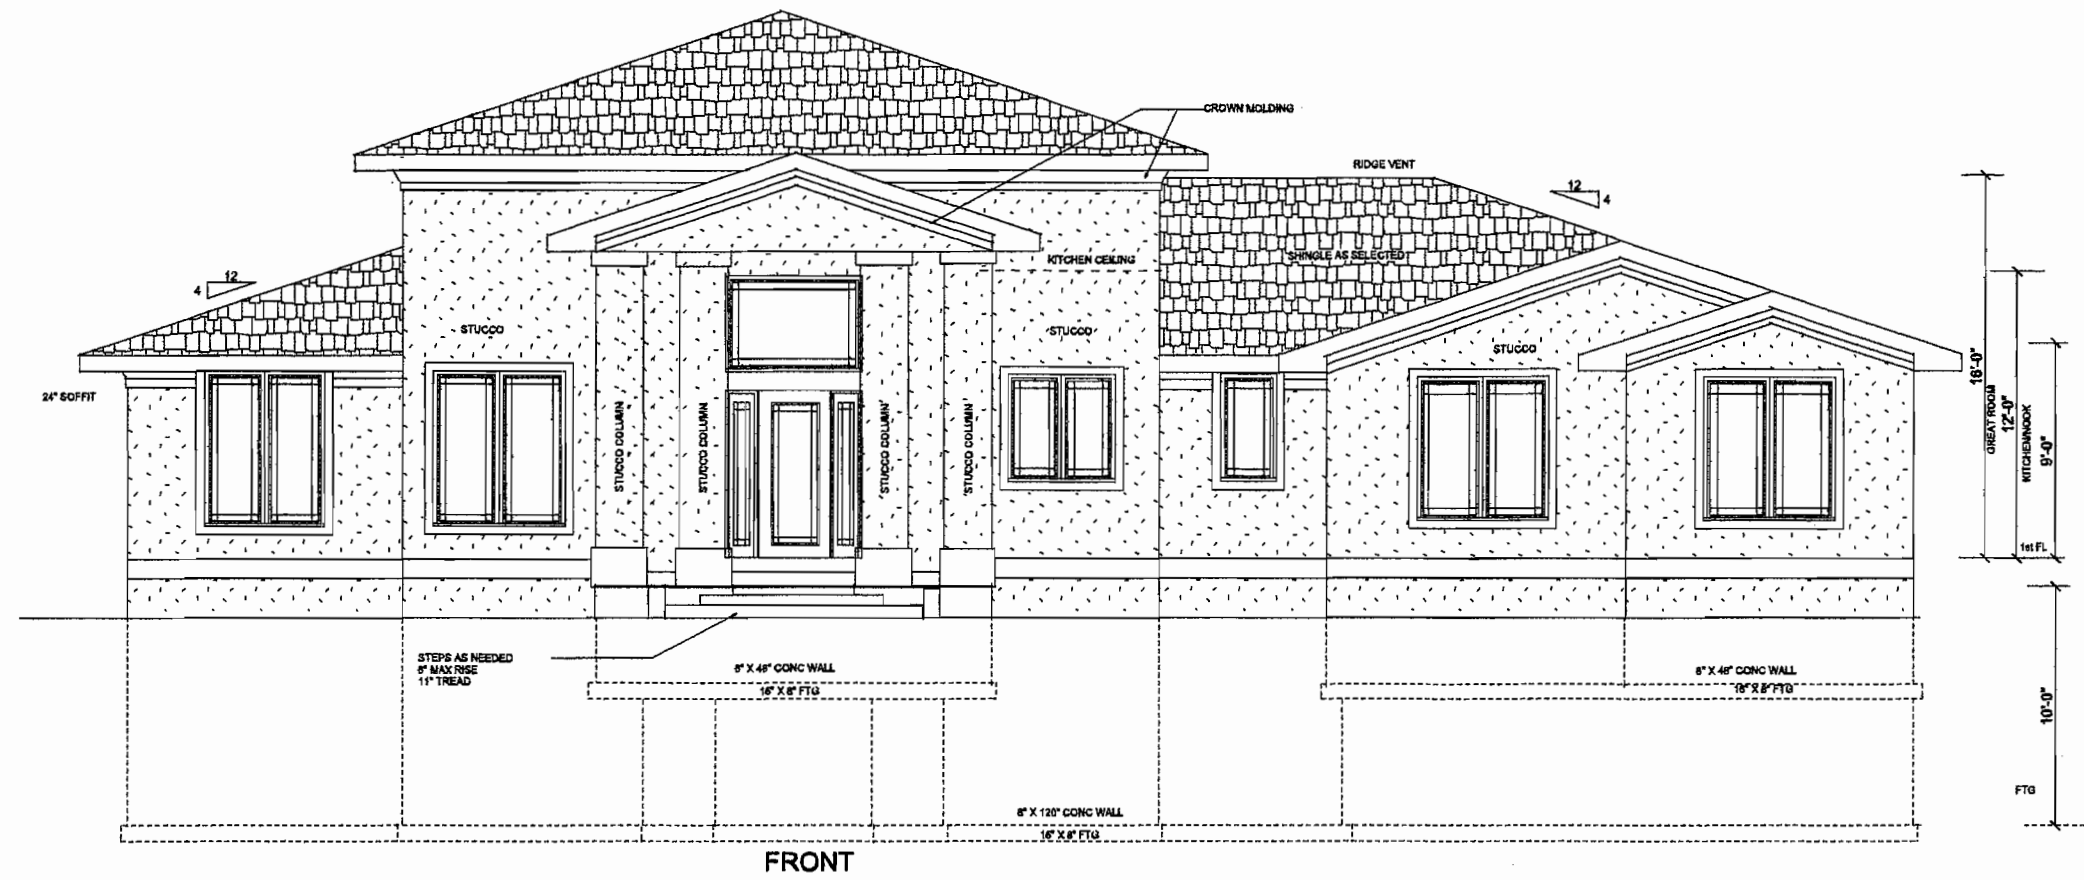 CROWN MOLDING
RIDGE VENT
12
4
KITCHEN CEILING
SHINGLE AS SELECTED
12
4
STUCCO
STUCCO
STUCCO
24" SOFFIT
STUCCO COLUMN
STUCCO COLUMN
STUCCO COLUMN
STUCCO COLUMN
GREAT ROOM
12'-0"
KITCHEN/NOOK
9'-0"
1st FL
STEPS AS NEEDED
MAX RISE
11" TREAD
8" X 48" CONC WALL
16" X 8" FTG
8" X 48" CONC WALL
16" X 8" FTG
10'-0"
FTG
8" X 120" CONC WALL
16" X 8" FTG
FRONT